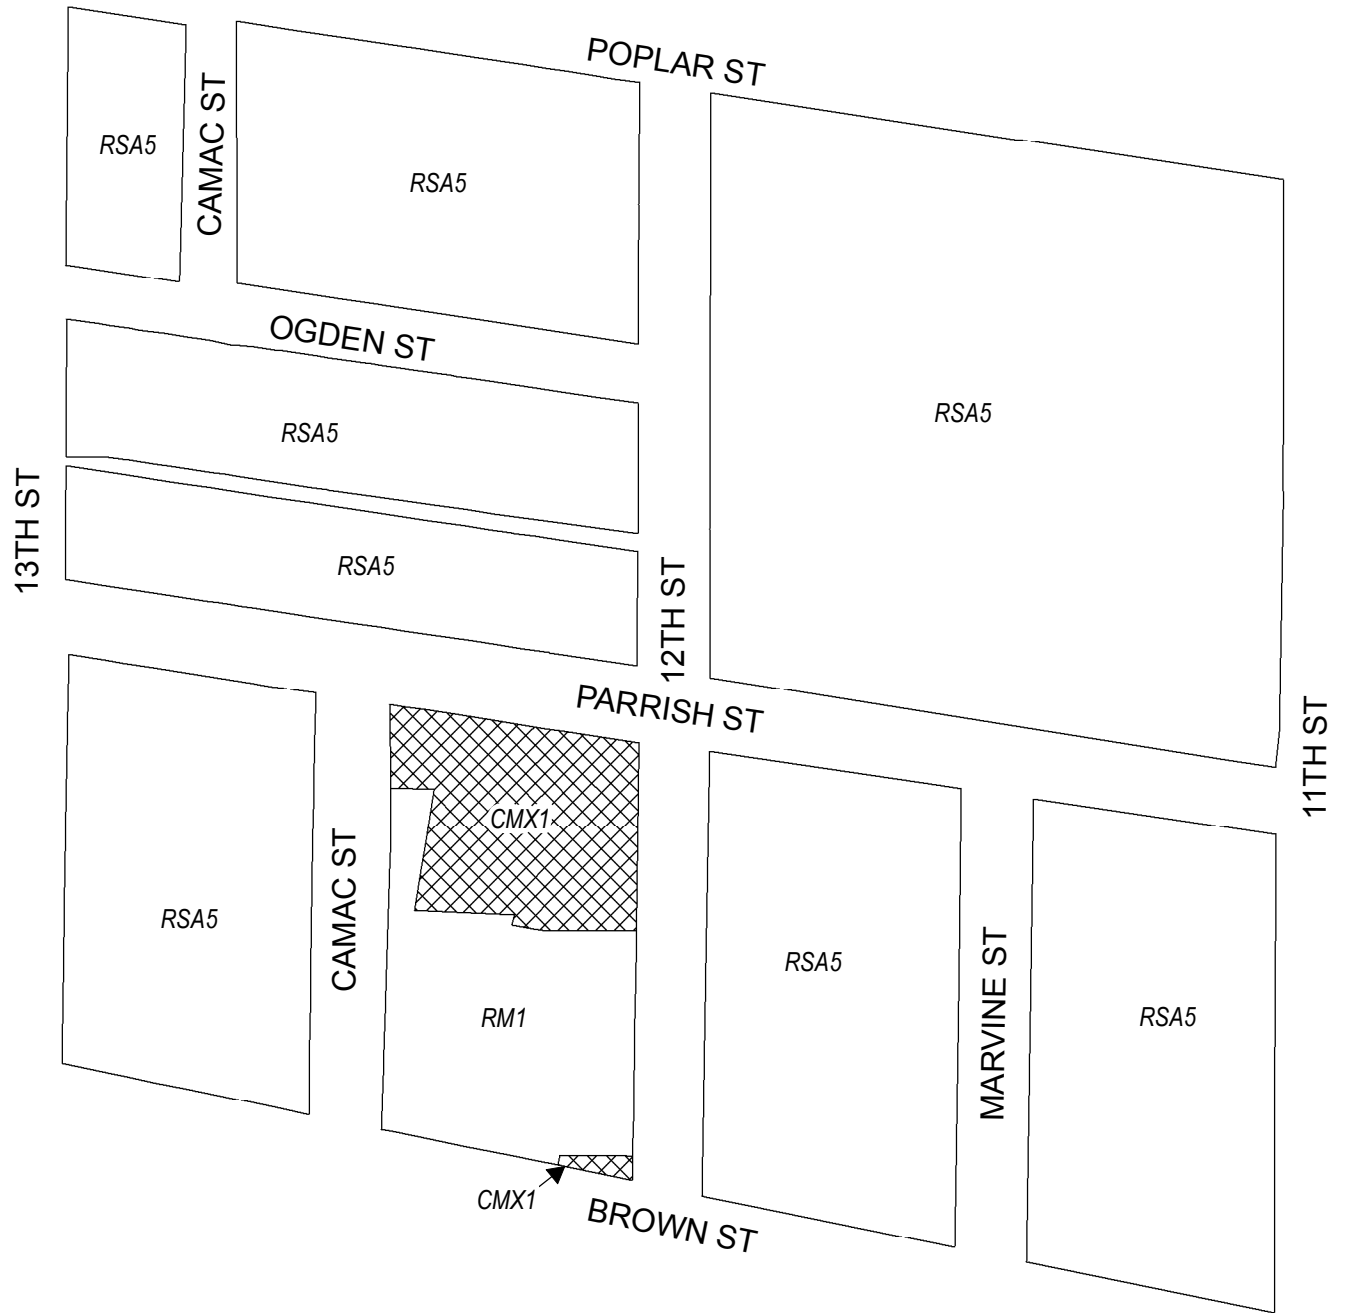 POPLAR ST
CAMAC ST
RSA5
RSA5
OGDEN ST
RSA5
RSA5
13TH ST
RSA5
12TH ST
PARRISH ST
11TH ST
CMX1
CAMAC ST
RSA5
RSA5
MARVINE ST
RM1
RSA5
CMX1
BROWN ST